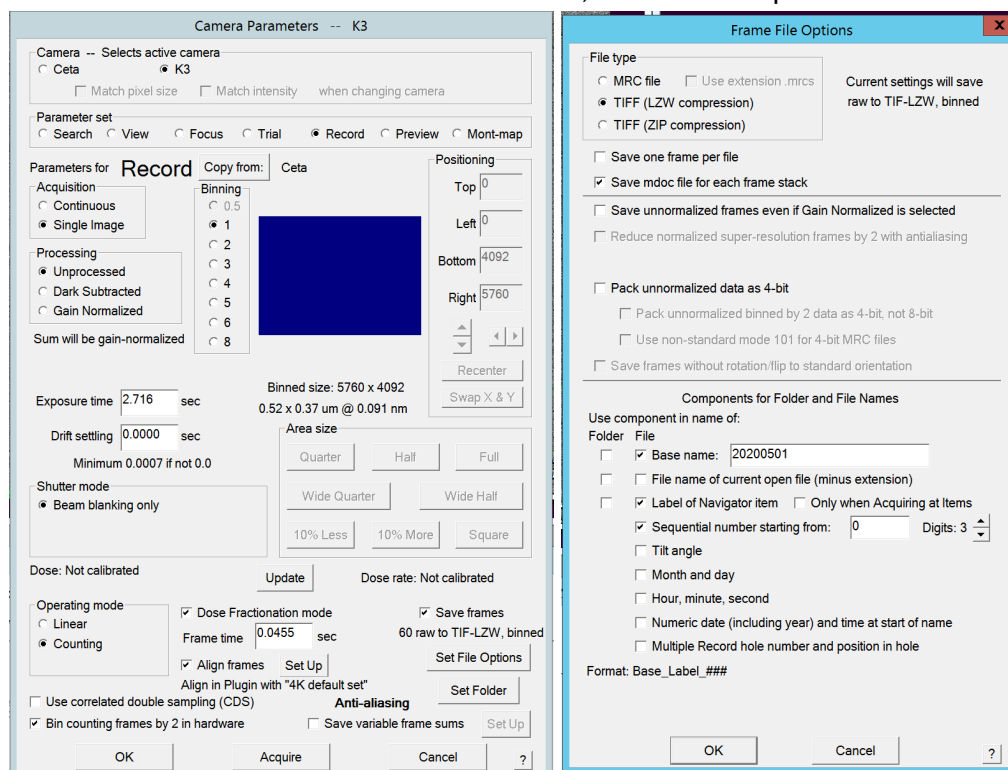 Camera Parameters -- K3
Camera -- Selects active camera
Ceta K3
Match pixel size Match intensity when changing camera
Parameter set
Search View Focus Trial Record Preview Mont-map
Parameters for Record Copy from: Ceta
Acquisition
Continuous
Single Image
Processing
Unprocessed
Dark Subtracted
Gain Normalized
Sum will be gain-normalized
Binning
0.5
1
2
3
4
5
6
8
Positioning
Top 0
Left 0
Bottom 4092
Right 5760
Recenter
Swap X & Y
Exposure time 2.716 sec
Drift settling 0.0000 sec
Minimum 0.0007 if not 0.0
Binned size: 5760 x 4092
0.52 x 0.37 um @ 0.091 nm
Shutter mode
Beam blanking only
Area size
Quarter Half Full
Wide Quarter Wide Half
10% Less 10% More Square
Dose: Not calibrated Update Dose rate: Not calibrated
Operating mode
Linear
Counting
Dose Fractionation mode
Frame time 0.0455 sec
Align frames Set Up
Align in Plugin with "4K default set"
Save frames
60 raw to TIF-LZW, binned
Set File Options
Set Folder
Use correlated double sampling (CDS) Anti-aliasing
Bin counting frames by 2 in hardware Save variable frame sums Set Up
OK Acquire Cancel ?
Frame File Options x
File type
MRC file Use extension .mrcs
TIFF (LZW compression)
TIFF (ZIP compression)
Current settings will save
raw to TIF-LZW, binned
Save one frame per file
Save mdoc file for each frame stack
Save unnormalized frames even if Gain Normalized is selected
Reduce normalized super-resolution frames by 2 with antialiasing
Pack unnormalized data as 4-bit
Pack unnormalized binned by 2 data as 4-bit, not 8-bit
Use non-standard mode 101 for 4-bit MRC files
Save frames without rotation/flip to standard orientation
Components for Folder and File Names
Use component in name of:
Folder File
Base name: 20200501
File name of current open file (minus extension)
Label of Navigator item Only when Acquiring at Items
Sequential number starting from: 0 Digits: 3
Tilt angle
Month and day
Hour, minute, second
Numeric date (including year) and time at start of name
Multiple Record hole number and position in hole
Format: Base_Label_###
OK Cancel ?